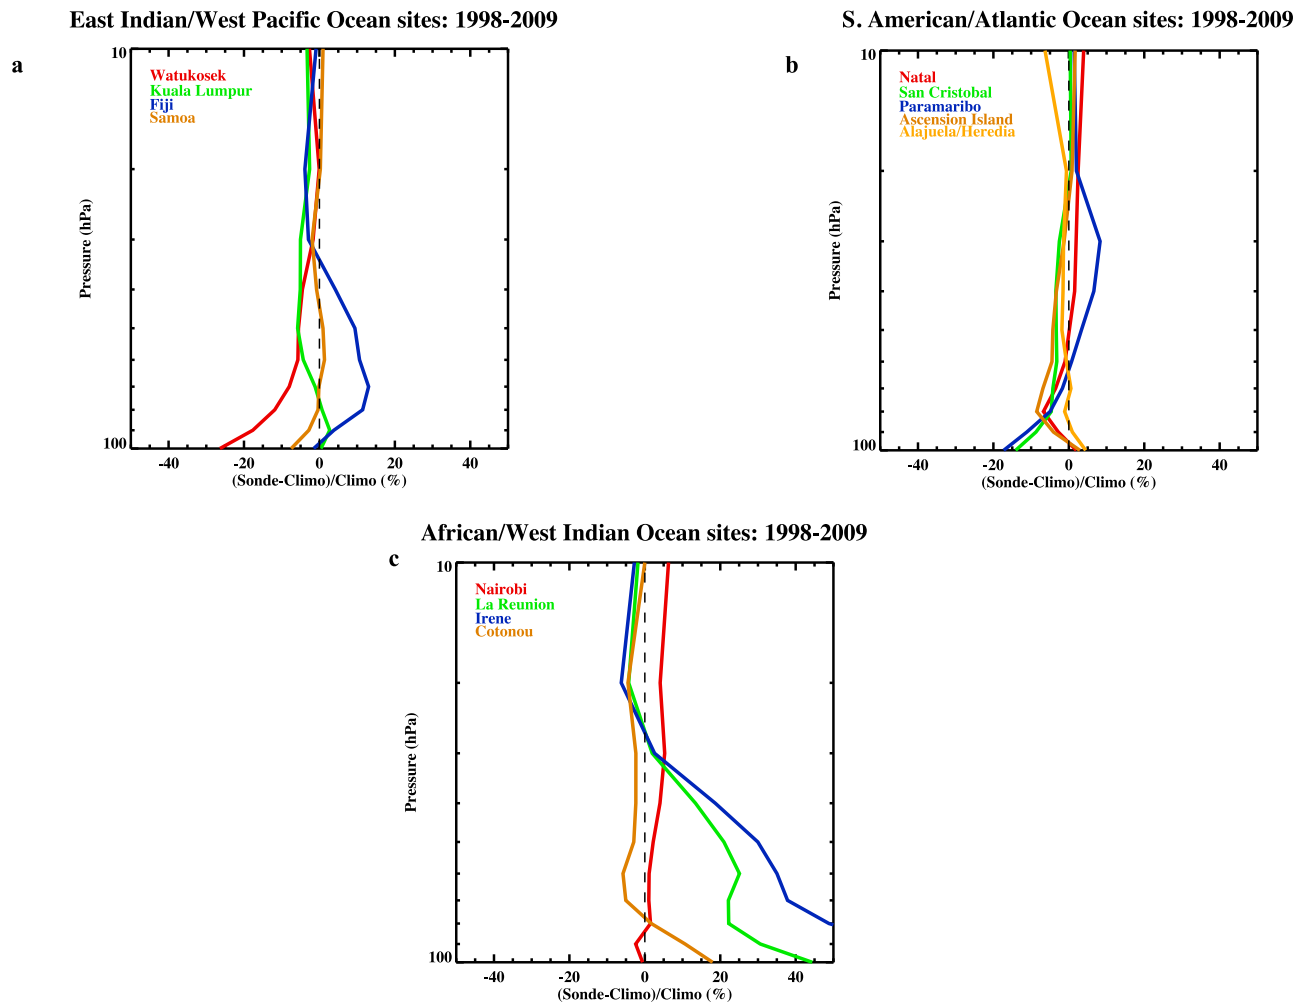 East Indian/West Pacific Ocean sites: 1998-2009
a
10
Watukosek
Kuala Lumpur
Fiji
Samoa
Pressure (hPa)
100
-40 -20 0 20 40
(Sonde-Climo)/Climo (%)
S. American/Atlantic Ocean sites: 1998-2009
b
10
Natal
San Cristobal
Paramaribo
Ascension Island
Alajuela/Heredia
Pressure (hPa)
100
-40 -20 0 20 40
(Sonde-Climo)/Climo (%)
African/West Indian Ocean sites: 1998-2009
c
10
Nairobi
La Reunion
Irene
Cotonou
Pressure (hPa)
100
-40 -20 0 20 40
(Sonde-Climo)/Climo (%)